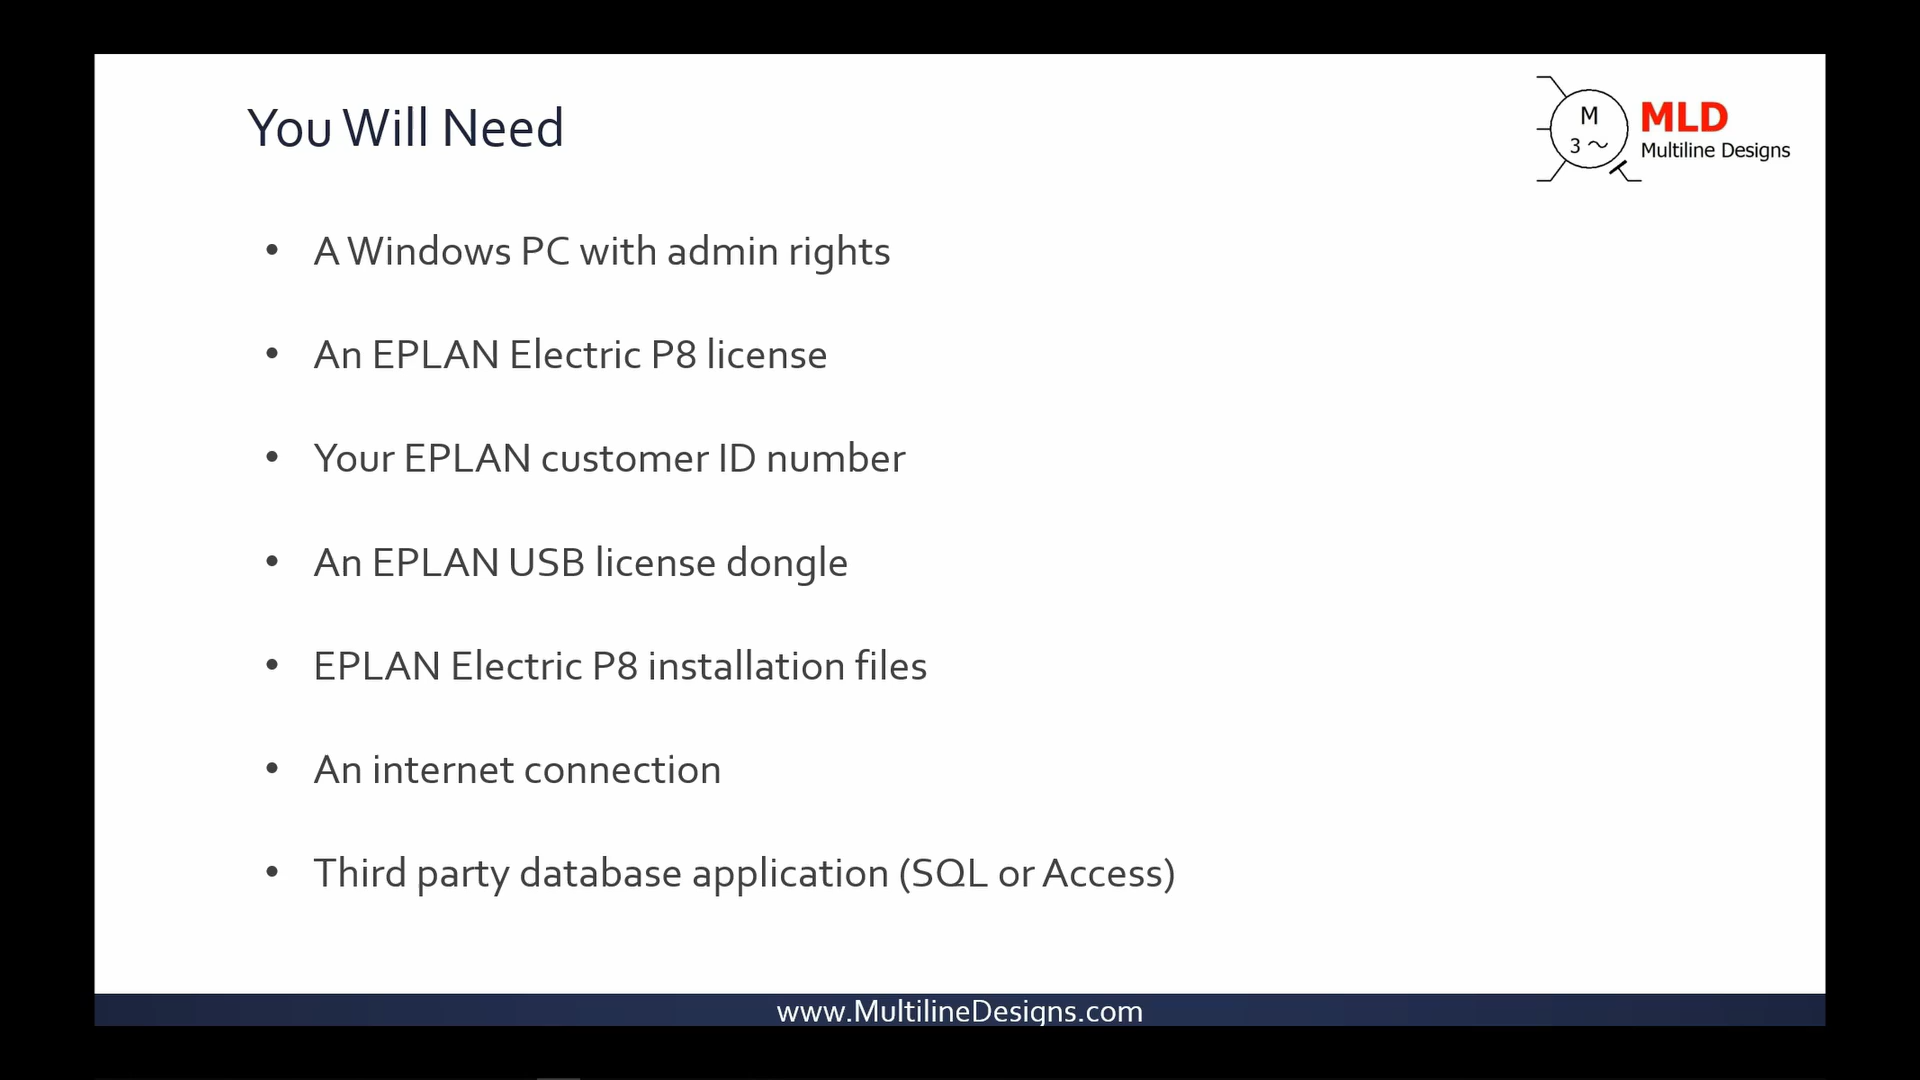 You Will Need
M
3 ~
MLD
Multiline Designs
• A Windows PC with admin rights
• An EPLAN Electric P8 license
• Your EPLAN customer ID number
• An EPLAN USB license dongle
• EPLAN Electric P8 installation files
• An internet connection
• Third party database application (SQL or Access)
www.MultilineDesigns.com